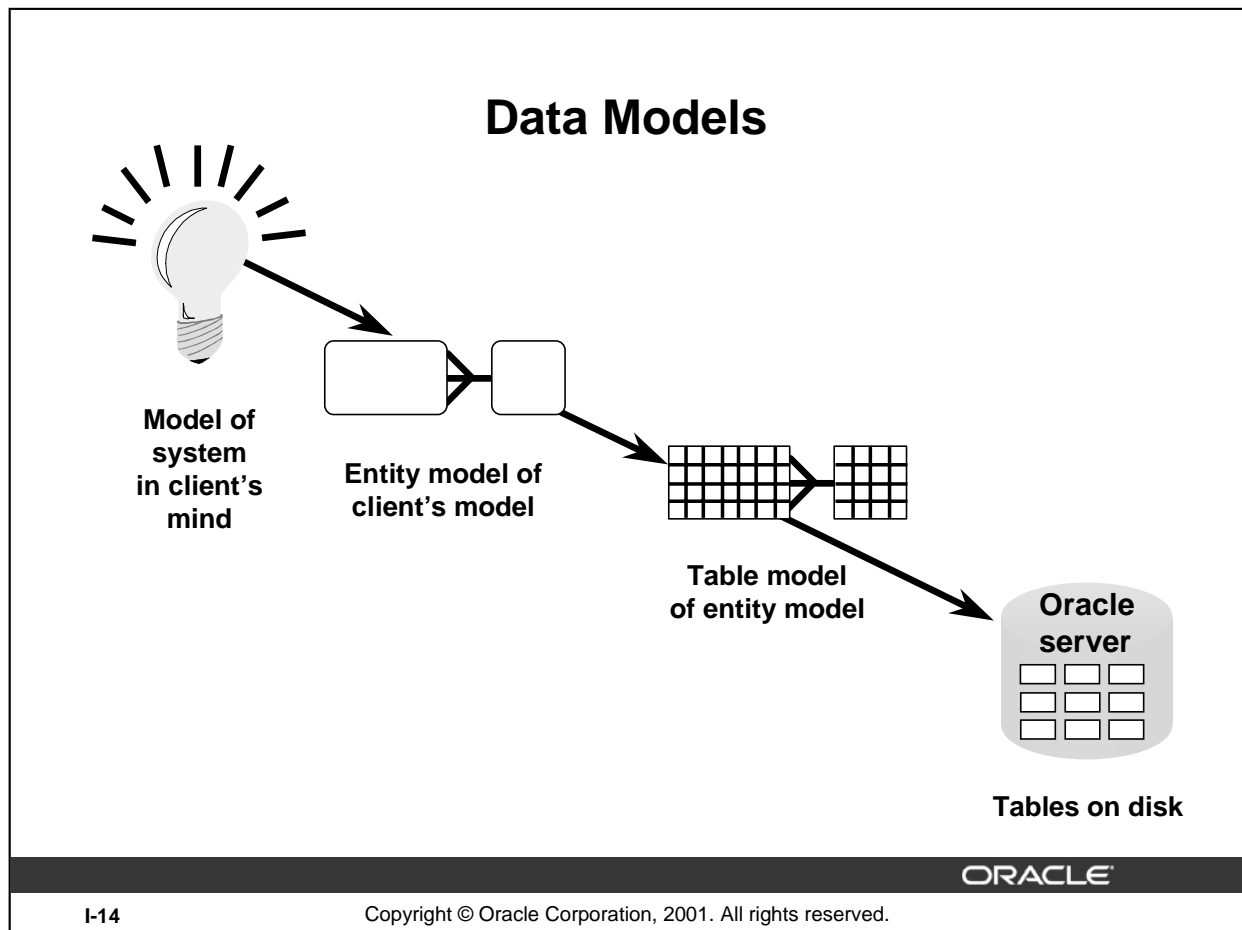 Data Models
Model of
system
in client's
mind
Entity model of
client’s model
Table model
of entity model
Oracle
server
Tables on disk
ORACLE®
I-14
Copyright © Oracle Corporation, 2001. All rights reserved.